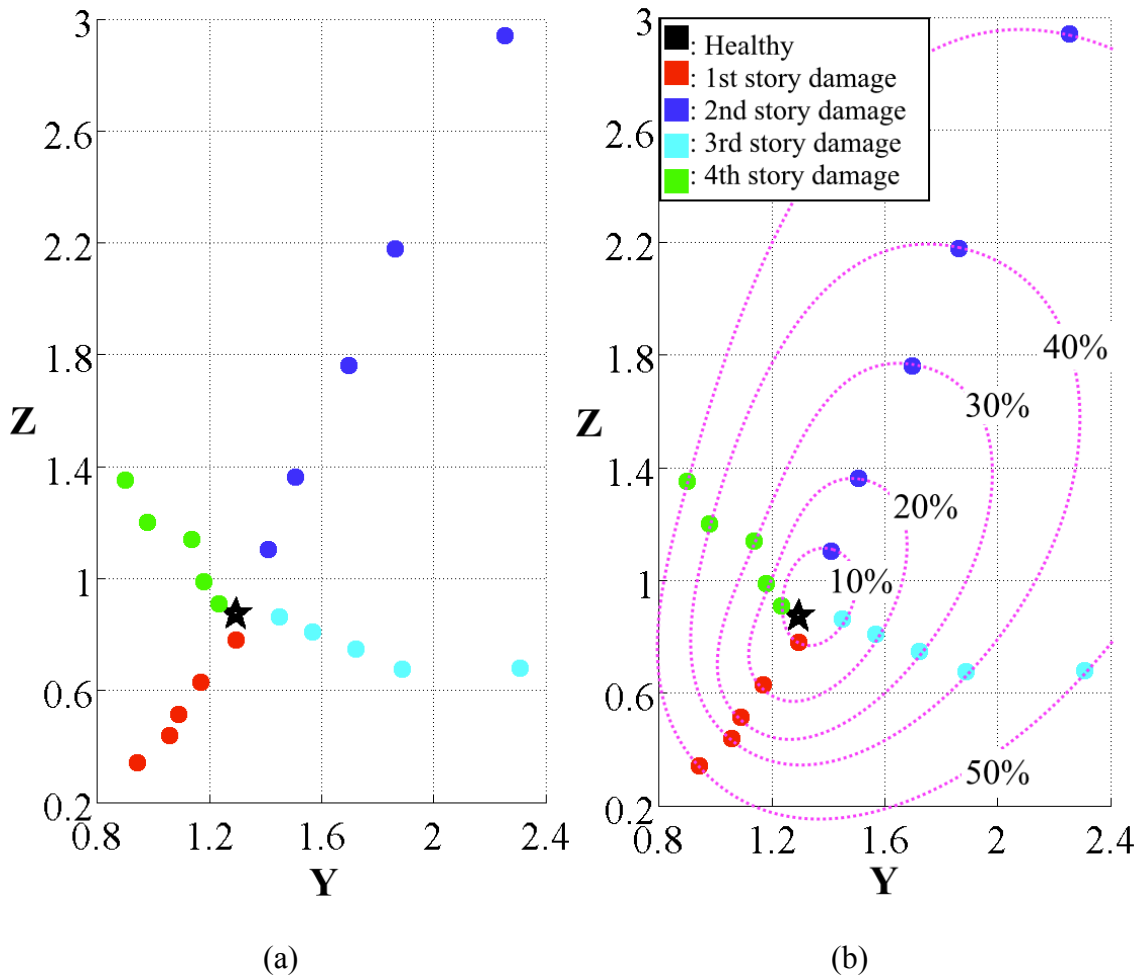 3
2.6
2.2
1.8
Z
1.4
1
0.6
0.2
0.8 1.2 1.6 2 2.4
Y
(a)
3
2.6
2.2
1.8
Z
1.4
1
0.6
0.2
: Healthy
: 1st story damage
: 2nd story damage
: 3rd story damage
: 4th story damage
40%
30%
20%
10%
50%
0.8 1.2 1.6 2 2.4
Y
(b)